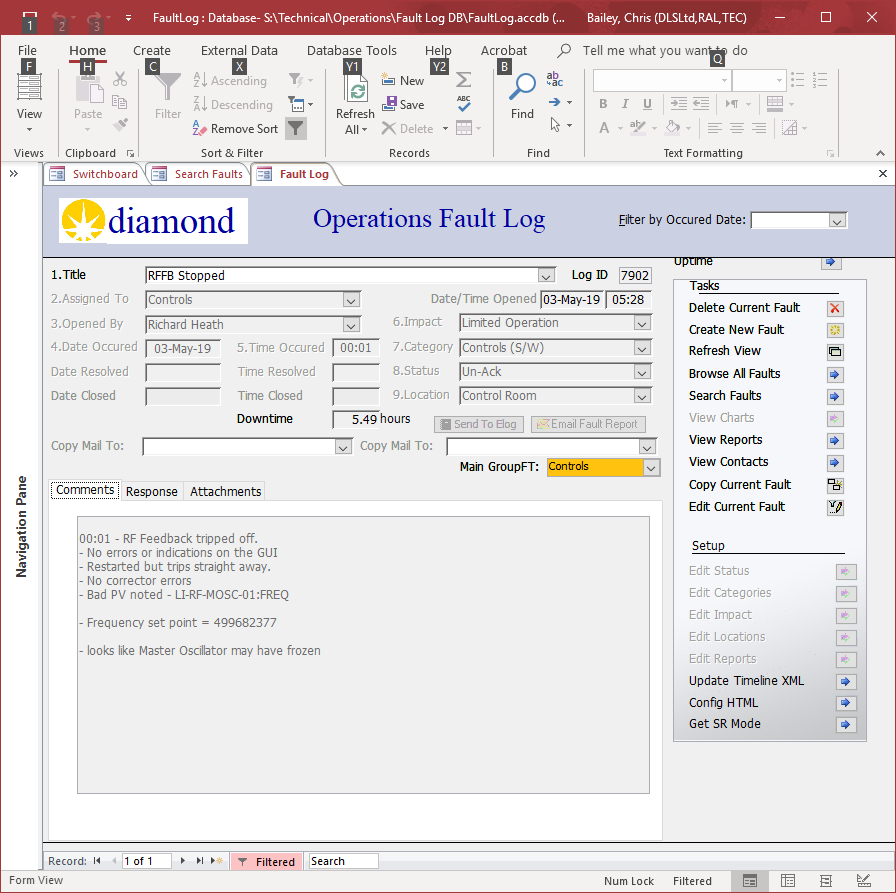 1 2 3 FaultLog : Database- S:\Technical\Operations\Fault Log DB\FaultLog.accdb (... Bailey, Chris (DLSLtd,RAL,TEC)
File Home Create External Data Database Tools Help Acrobat Tell me what you want to do
F H C X Y1 Y2 B Q
View
Views
Paste
Clipboard
Filter
Ascending
Descending
Remove Sort
Sort & Filter
Refresh
All
New
Save
Delete
ABC
Records
Find
ab
ac
Find
B I U
A ab
Text Formatting
Switchboard Search Faults Fault Log
Navigation Pane
diamond Operations Fault Log Filter by Occured Date:
1.Title RFFB Stopped Log ID 7902
2.Assigned To Controls Date/Time Opened 03-May-19 05:28
3.Opened By Richard Heath 6.Impact Limited Operation
4.Date Occured 03-May-19 5.Time Occured 00:01 7.Category Controls (S/W)
Date Resolved Time Resolved 8.Status Un-Ack
Date Closed Time Closed 9.Location Control Room
Downtime 5.49 hours Send To Elog Email Fault Report
Copy Mail To: Copy Mail To:
Main GroupFT: Controls
Comments Response Attachments
00:01 - RF Feedback tripped off.
- No errors or indications on the GUI
- Restarted but trips straight away.
- No corrector errors
- Bad PV noted - LI-RF-MOSC-01:FREQ
- Frequency set point = 499682377
- looks like Master Oscillator may have frozen
Uptime
Tasks
Delete Current Fault
Create New Fault
Refresh View
Browse All Faults
Search Faults
View Charts
View Reports
View Contacts
Copy Current Fault
Edit Current Fault
Setup
Edit Status
Edit Categories
Edit Impact
Edit Locations
Edit Reports
Update Timeline XML
Config HTML
Get SR Mode
Record: 1 of 1 Filtered Search
Form View Num Lock Filtered